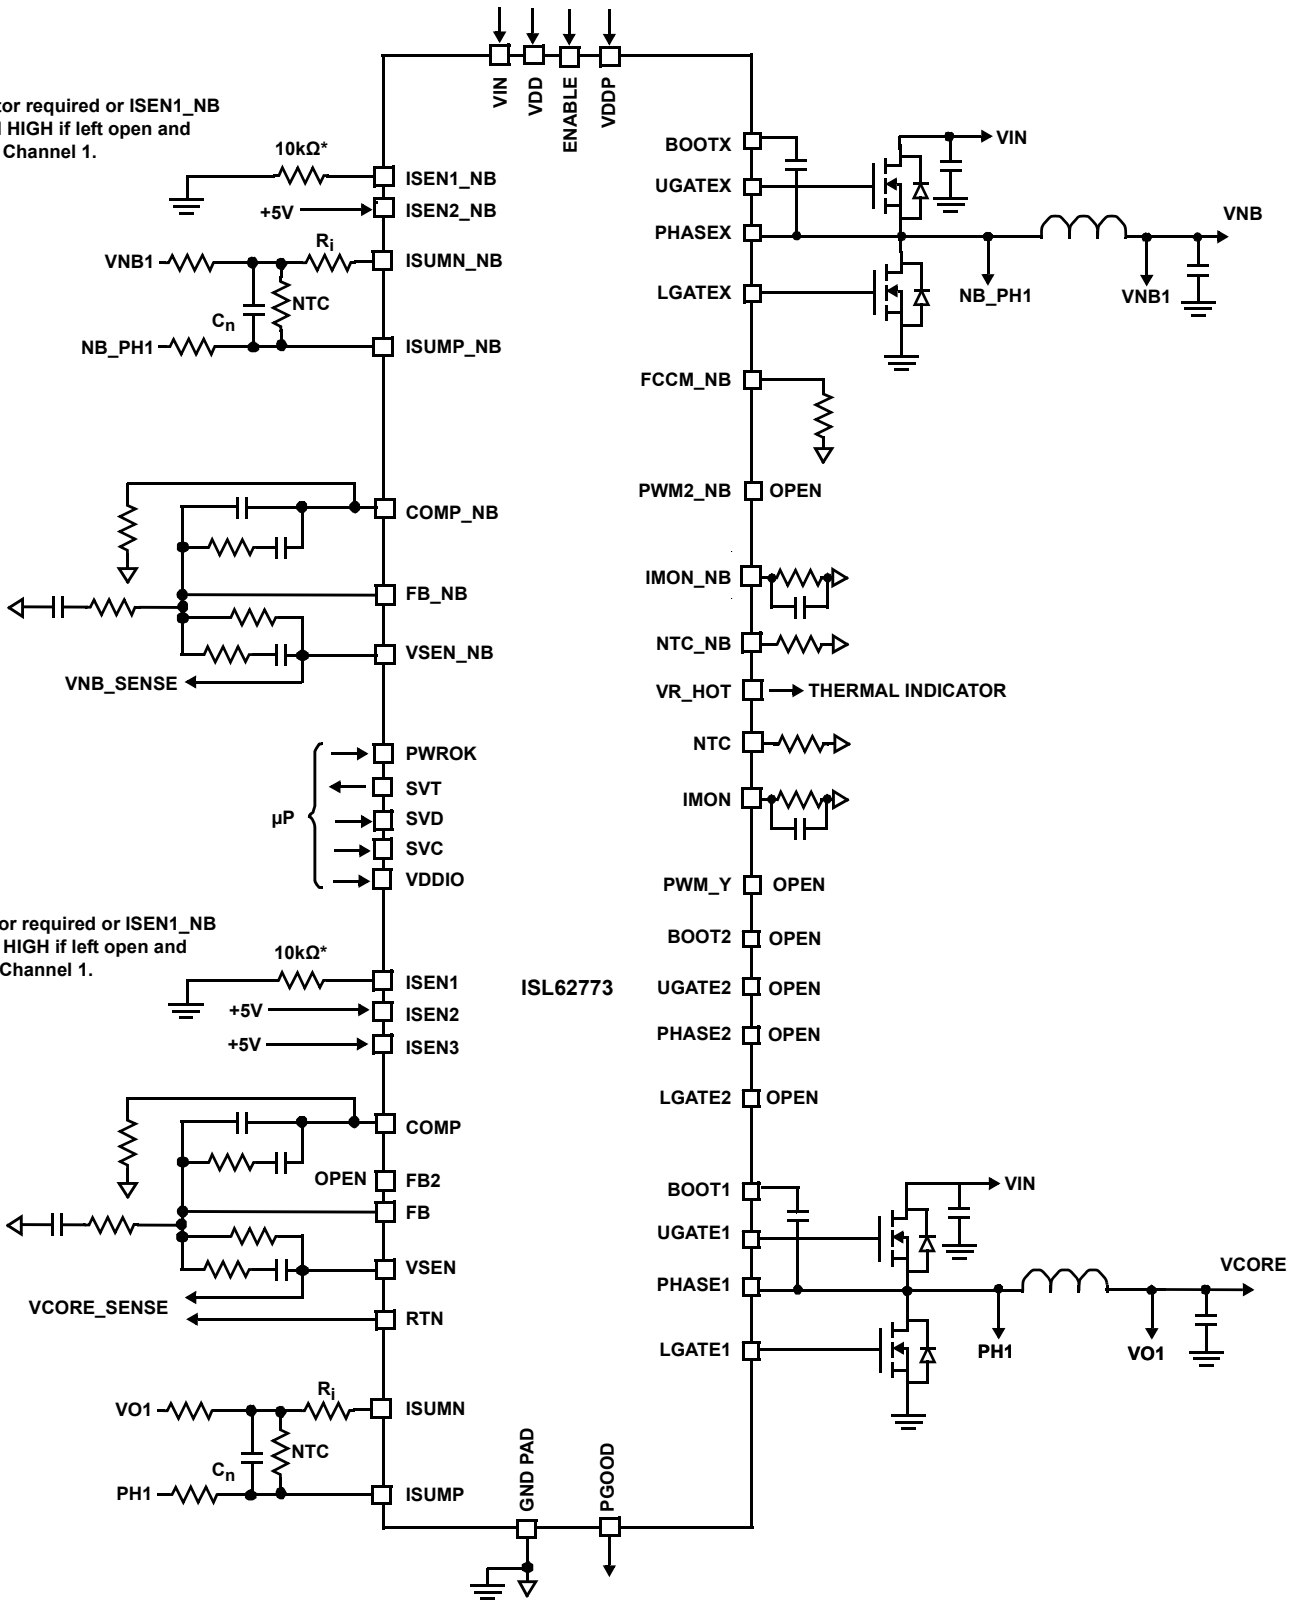 VIN
VDD
ENABLE
VDDP
required or ISEN1_NB
HIGH if left open and
Channel 1.
10kΩ*
ISEN1_NB
+5V
ISEN2_NB
VNB1
Ri
ISUMN_NB
Cn
NTC
NB_PH1
ISUMP_NB
COMP_NB
FB_NB
VSEN_NB
VNB_SENSE
µP
PWROK
SVT
SVD
SVC
VDDIO
required or ISEN1_NB
HIGH if left open and
Channel 1.
10kΩ*
ISEN1
+5V
ISEN2
+5V
ISEN3
COMP
OPEN
FB2
FB
VSEN
VCORE_SENSE
RTN
VO1
Ri
ISUMN
Cn
NTC
PH1
ISUMP
ISL62773
GND PAD
PGOOD
BOOTX
VIN
UGATEX
PHASEX
VNB
LGATEX
NB_PH1
VNB1
FCCM_NB
PWM2_NB
OPEN
IMON_NB
NTC_NB
VR_HOT
THERMAL INDICATOR
NTC
IMON
PWM_Y
OPEN
BOOT2
OPEN
UGATE2
OPEN
PHASE2
OPEN
LGATE2
OPEN
BOOT1
VIN
UGATE1
PHASE1
VCORE
LGATE1
PH1
VO1